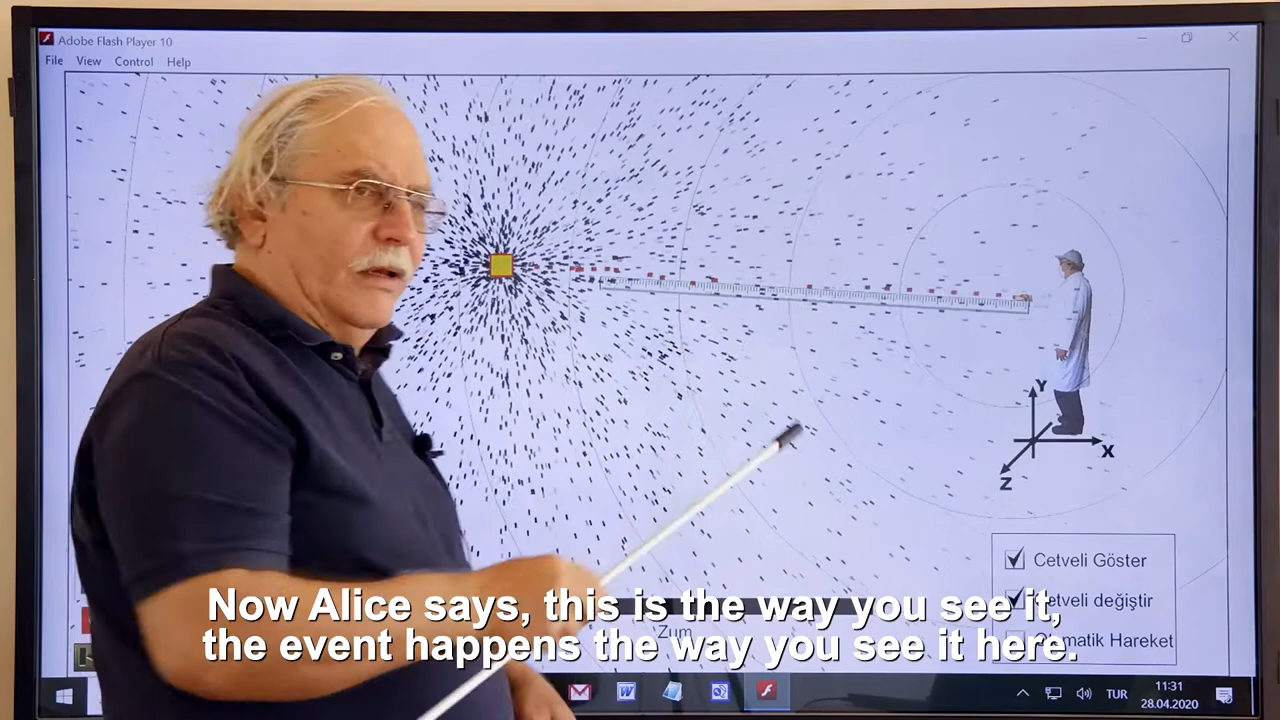 Adobe Flash Player 10
File View Control Help
Y
X
Z
Cetveli Göster
etveli değiştir
matik Hareket
Zum
Now Alice says, this is the way you see it,
the event happens the way you see it here.
TUR
11:31
28.04.2020